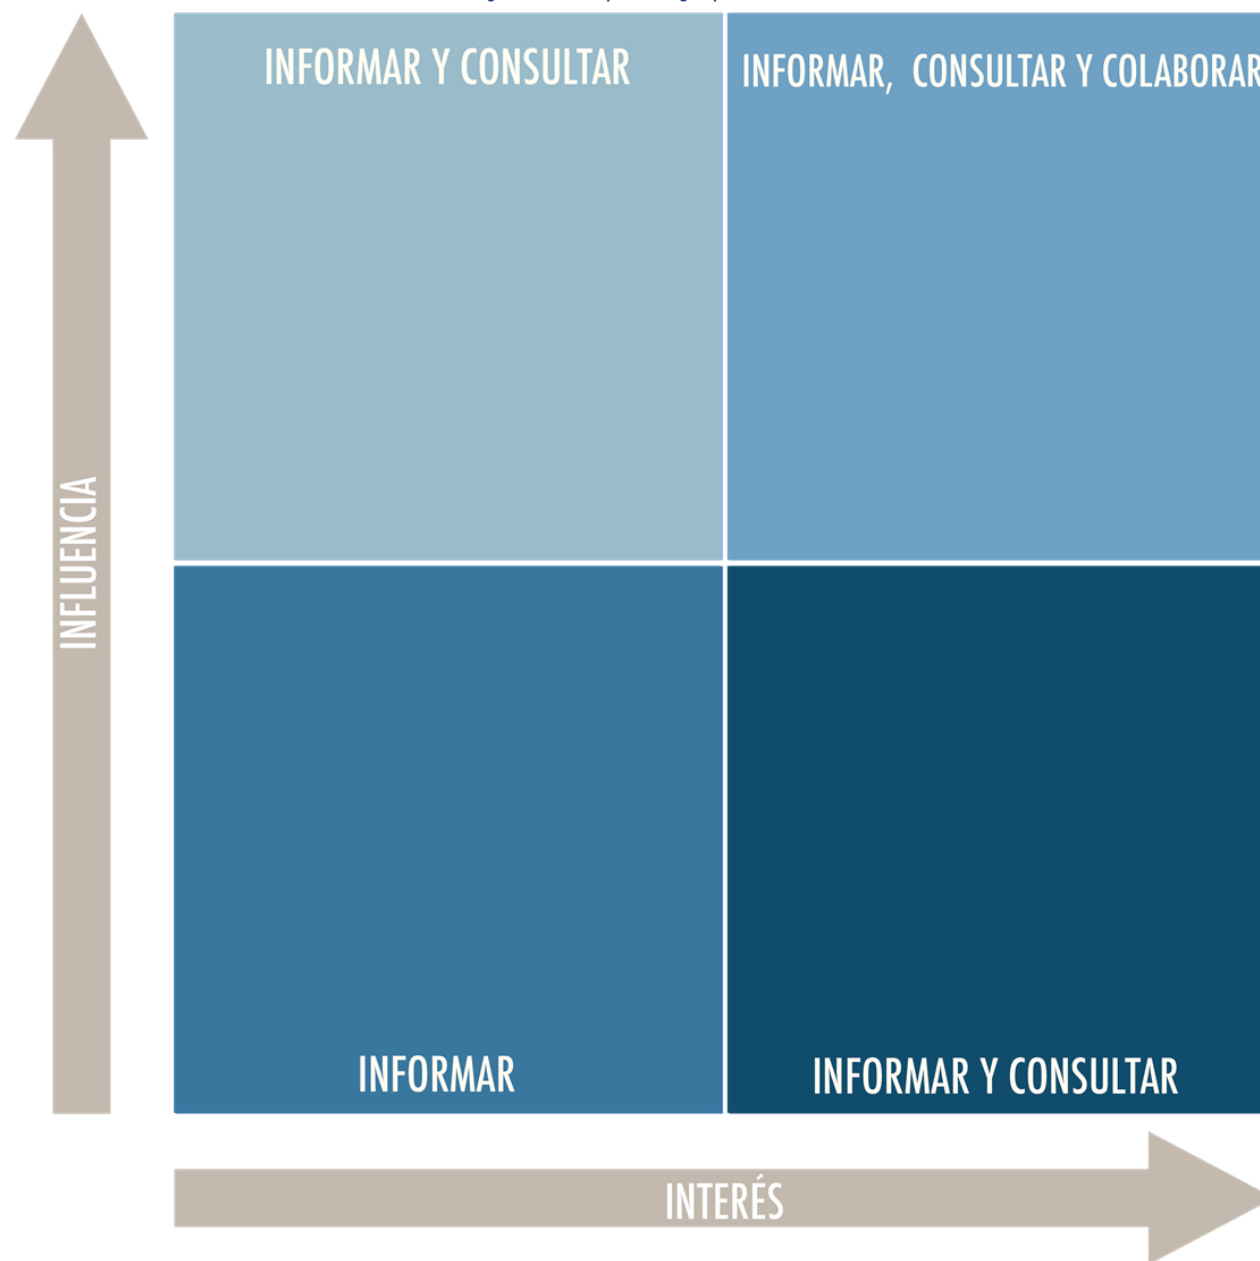 INFORMAR Y CONSULTAR
INFORMAR, CONSULTAR Y COLABORAR
INFLUENCIA
INFORMAR
INFORMAR Y CONSULTAR
INTERÉS